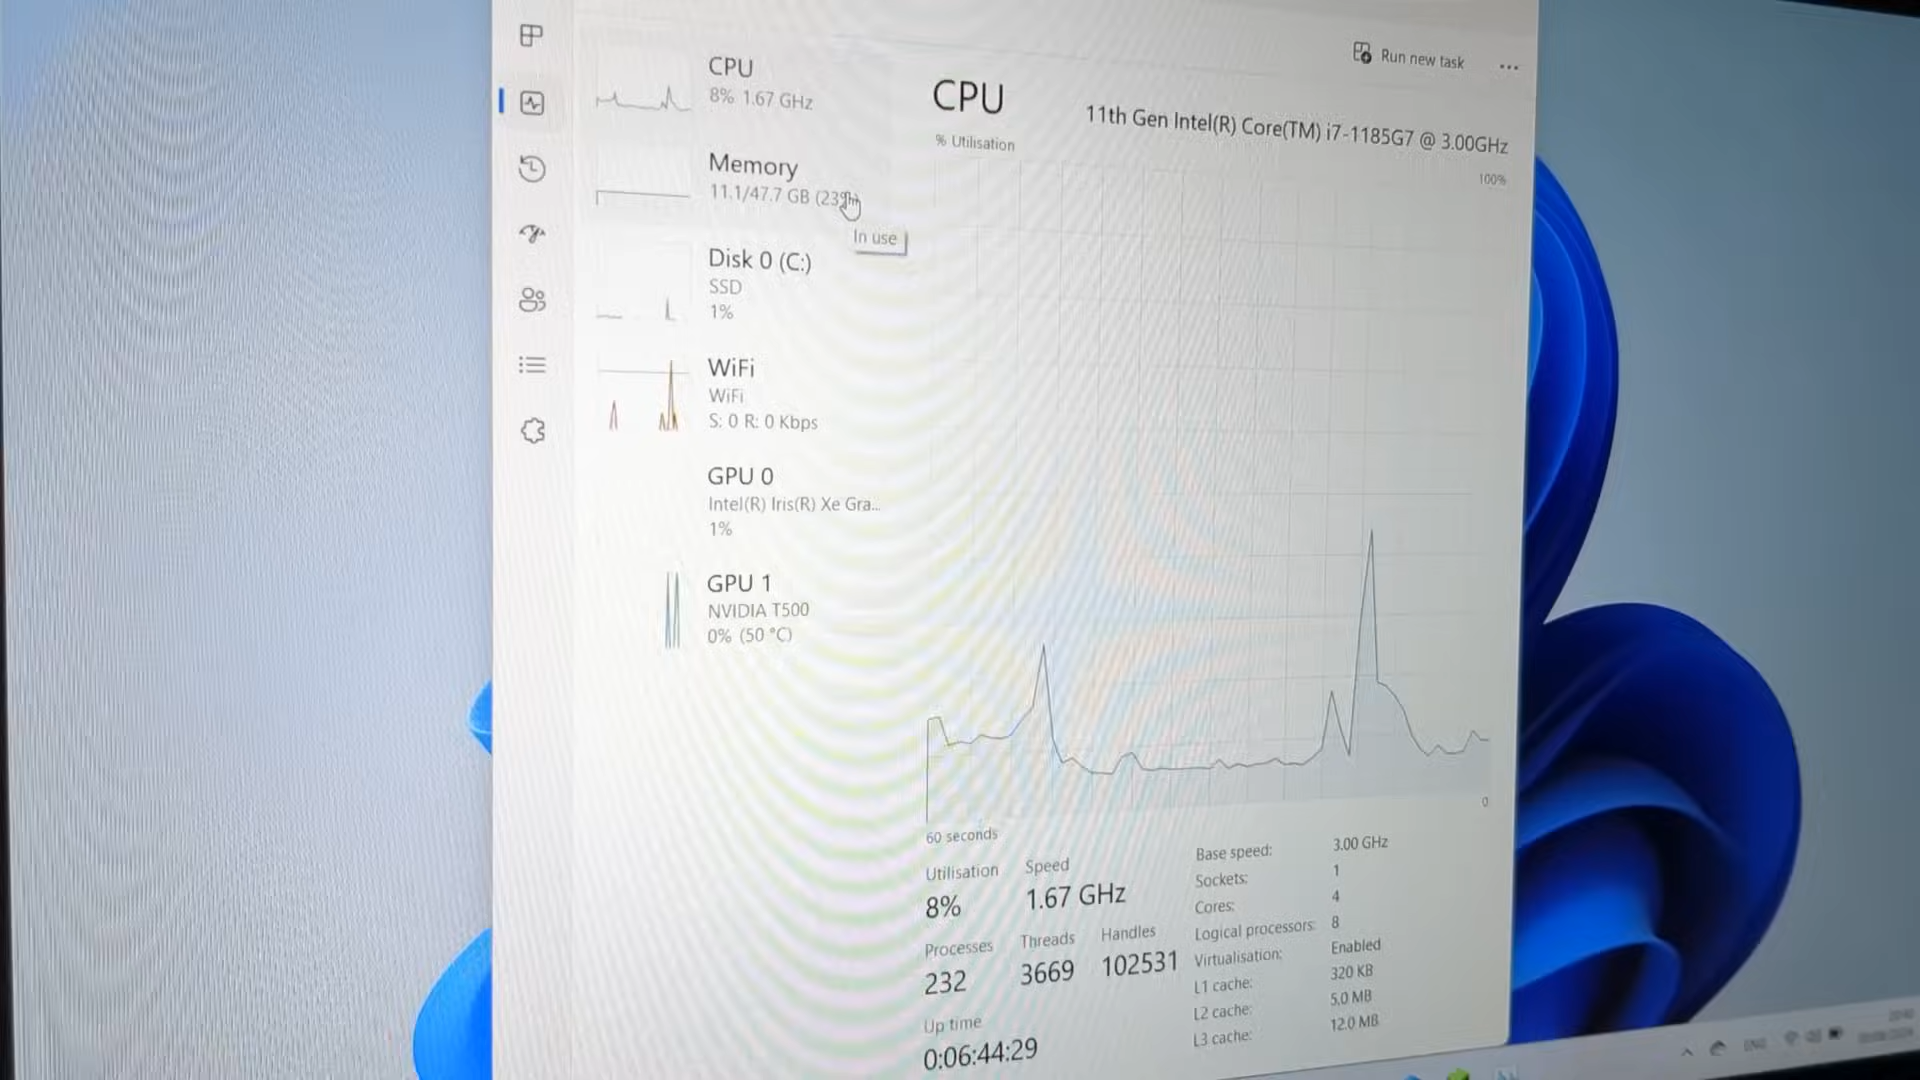 Run new task
CPU
8% 1.67 GHz
Memory
11.1/47.7 GB (23%)
In use
Disk 0 (C:)
SSD
1%
WiFi
WiFi
S: 0 R: 0 Kbps
GPU 0
Intel(R) Iris(R) Xe Gra...
1%
GPU 1
NVIDIA T500
0% (50 °C)
CPU
11th Gen Intel(R) Core(TM) i7-1185G7 @ 3.00GHz
% Utilisation
100%
60 seconds
0
Utilisation
8%
Speed
1.67 GHz
Processes
232
Threads
3669
Handles
102531
Up time
0:06:44:29
Base speed: 3.00 GHz
Sockets: 1
Cores: 4
Logical processors: 8
Virtualisation: Enabled
L1 cache: 320 KB
L2 cache: 5.0 MB
L3 cache: 12.0 MB
ENG